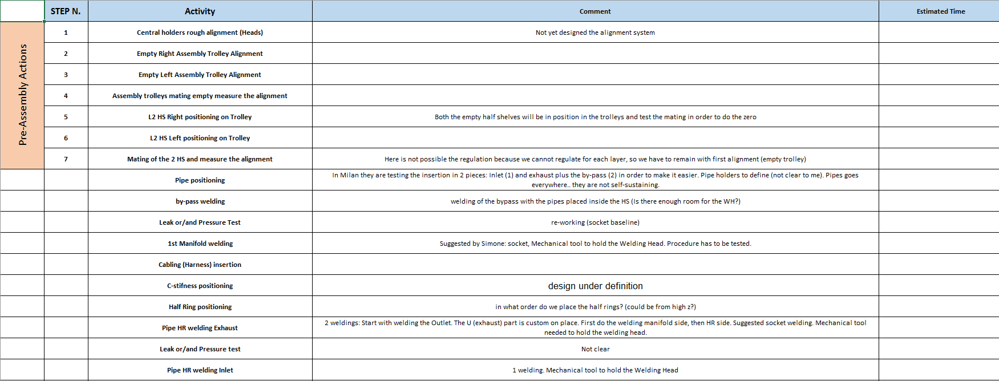 STEP N. Activity Comment Estimated Time
Pre-Assembly Actions
1 Central holders rough alignment (Heads) Not yet designed the alignment system
2 Empty Right Assembly Trolley Alignment
3 Empty Left Assembly Trolley Alignment
4 Assembly trolleys mating empty measure the alignment
5 L2 HS Right positioning on Trolley Both the empty half shelves will be in position in the trolleys and test the mating in order to do the zero
6 L2 HS Left positioning on Trolley
7 Mating of the 2 HS and measure the alignment Here is not possible the regulation because we cannot regulate for each layer, so we have to remain with first alignment (empty trolley)
Pipe positioning In Milan they are testing the insertion in 2 pieces: Inlet (1) and exhaust plus the by-pass (2) in order to make it easier. Pipe holders to define (not clear to me). Pipes goes
everywhere.. they are not self-sustaining.
by-pass welding welding of the bypass with the pipes placed inside the HS (Is there enough room for the WH?)
Leak or/and Pressure Test re-working (socket baseline)
1st Manifold welding Suggested by Simone: socket, Mechanical tool to hold the Welding Head. Procedure has to be tested.
Cabling (Harness) insertion
C-stifness positioning design under definition
Half Ring positioning in what order do we place the half rings? (could be from high z?)
Pipe HR welding Exhaust 2 weldings: Start with welding the Outlet. The U (exhaust) part is custom on place. First do the welding manifold side, then HR side. Suggested socket welding. Mechanical tool
needed to hold the welding head.
Leak or/and Pressure test Not clear
Pipe HR welding Inlet 1 welding. Mechanical tool to hold the Welding Head